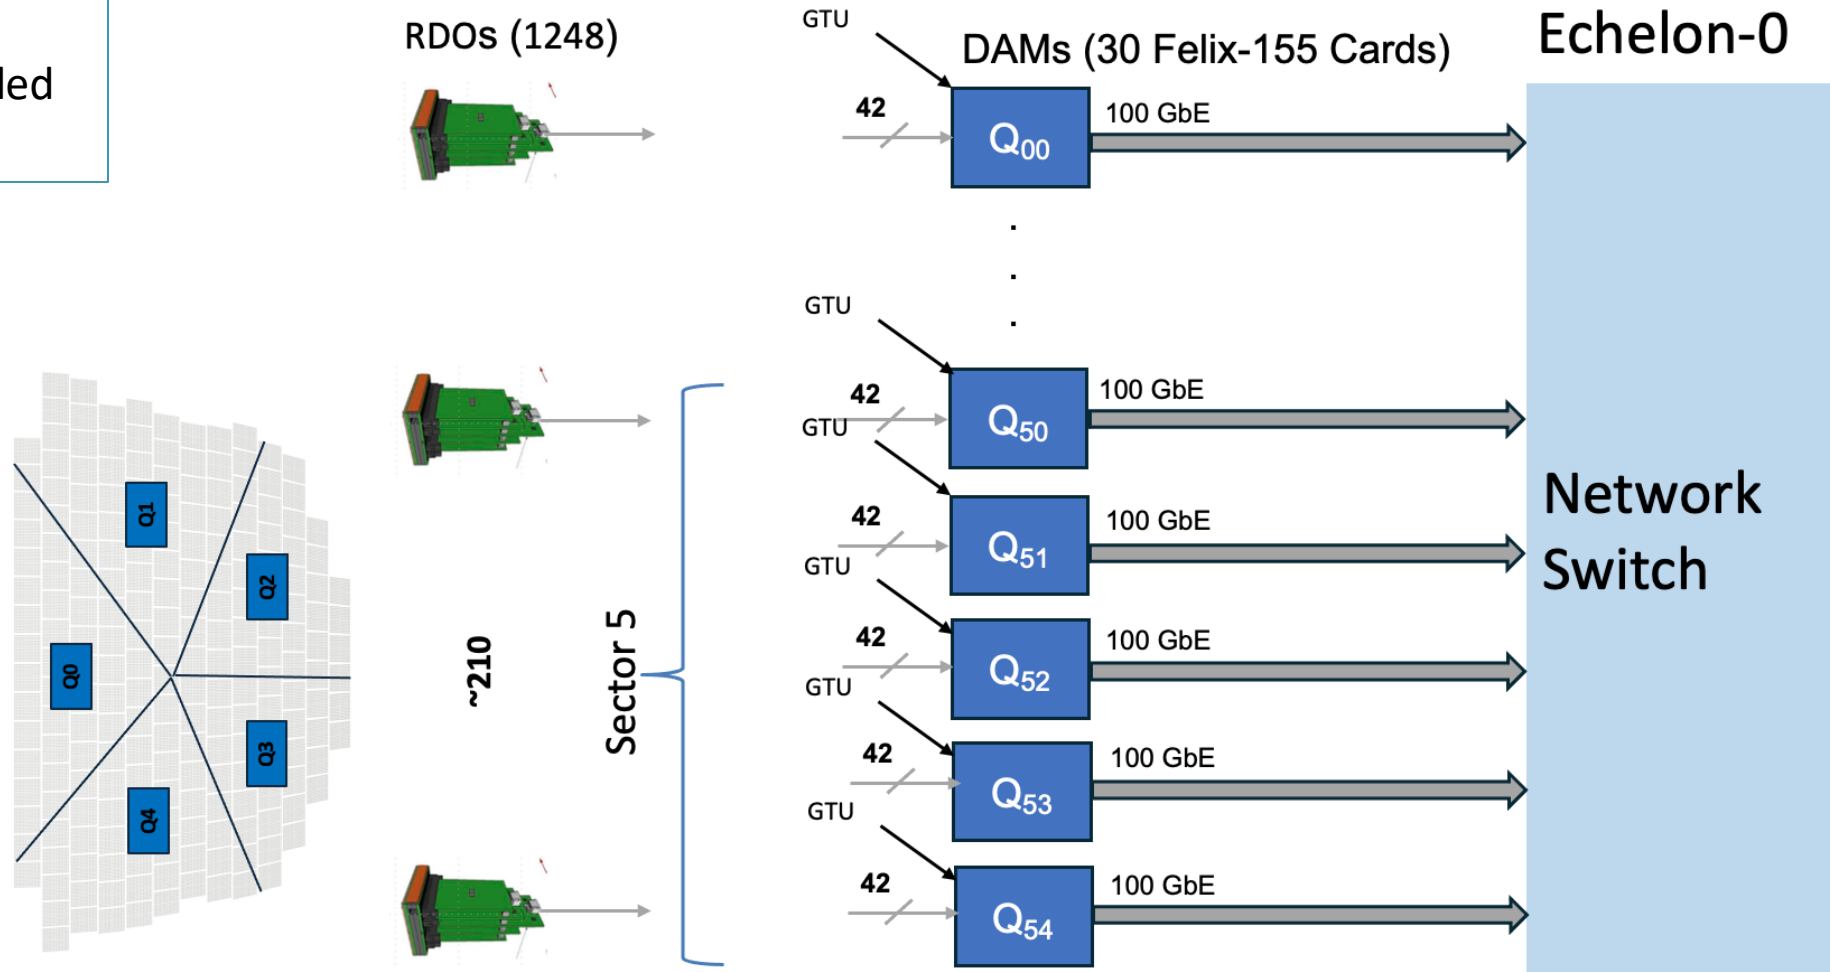 led
RDOs (1248)
GTU
DAMs (30 Felix-155 Cards)
Echelon-0
42
Q00
100 GbE
.
.
.
GTU
42
Q50
100 GbE
GTU
42
Q51
100 GbE
GTU
42
Q52
100 GbE
GTU
42
Q53
100 GbE
GTU
42
Q54
100 GbE
Network
Switch
Sector 5
~210
Q1
Q2
Q0
Q3
Q4